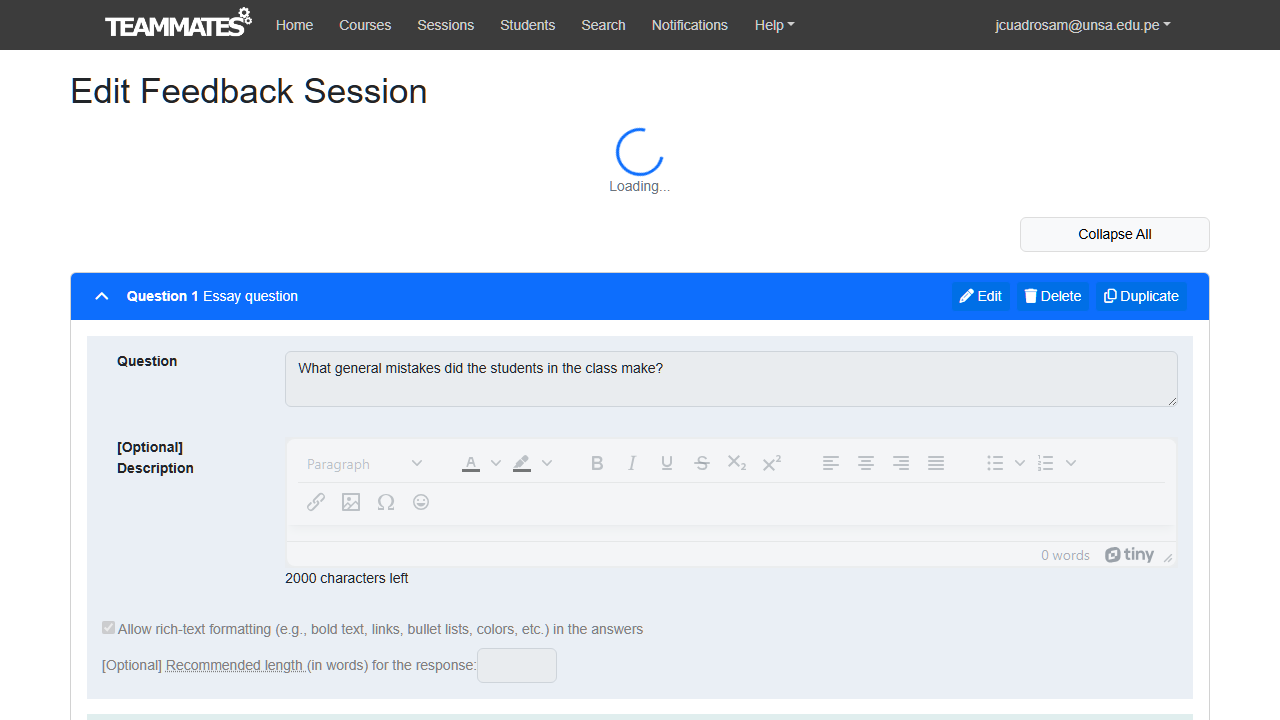 TEAMMATES Home Courses Sessions Students Search Notifications Help jcuadrosam@unsa.edu.pe
Edit Feedback Session
Loading...
Collapse All
Question 1 Essay question Edit Delete Duplicate
Question What general mistakes did the students in the class make?
[Optional]
Description
Paragraph
0 words tiny
2000 characters left
Allow rich-text formatting (e.g., bold text, links, bullet lists, colors, etc.) in the answers
[Optional] Recommended length (in words) for the response: